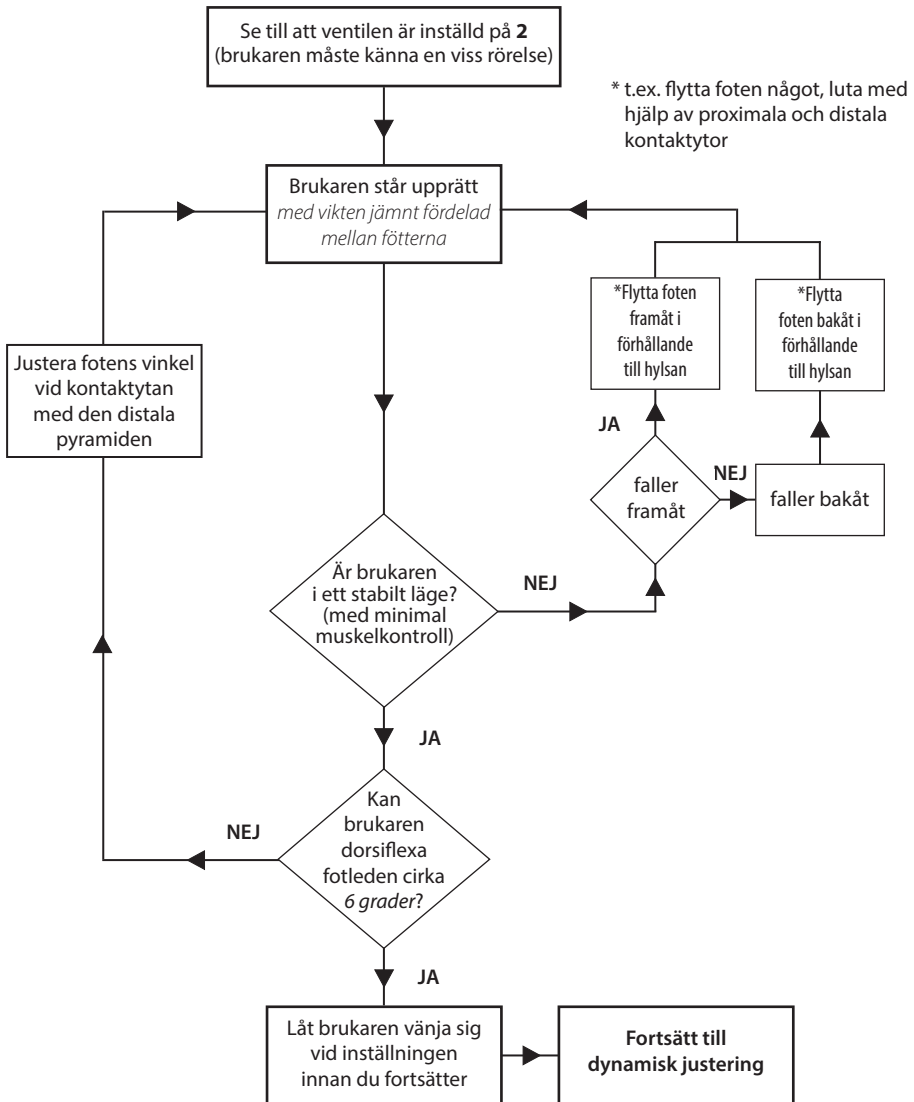 Se till att ventilen är inställd på 2
(brukaren måste känna en viss rörelse)
* t.ex. flytta foten något, luta med
hjälp av proximala och distala
kontaktytor
Brukaren står upprätt
med vikten jämnt fördelad
mellan fötterna
*Flytta foten
framåt i
förhållande
till hylsan
*Flytta
foten bakåt i
förhållande
till hylsan
Justera fotens vinkel
vid kontaktytan
med den distala
pyramiden
JA
faller
framåt
NEJ
faller bakåt
Är brukaren
i ett stabilt läge?
(med minimal
muskelkontroll)
NEJ
JA
Kan
brukaren
dorsiflexa
fotleden cirka
6 grader?
NEJ
JA
Låt brukaren vänja sig
vid inställningen
innan du fortsätter
Fortsätt till
dynamisk justering